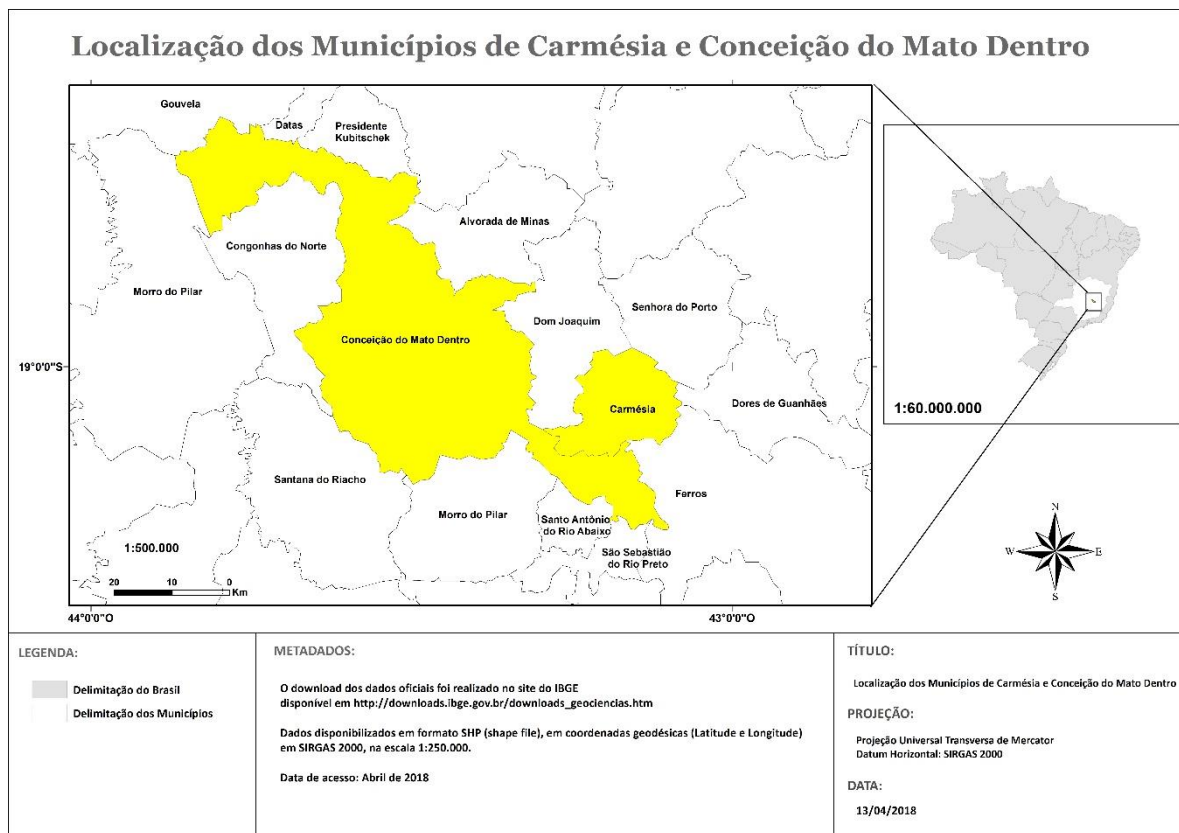 Localização dos Municípios de Carmésia e Conceição do Mato Dentro
Gouvela
Datas
Presidente
Kubitschek
Alvorada de Minas
Congonhas do Norte
Morro do Pilar
Senhora do Porto
Dom Joaquim
Conceição do Mato Dentro
19°0'0"S
Carmésia
Dores de Guanhães
Santana do Riacho
Ferros
Morro do Pilar
Santo Antônio
do Rio Abaixo
São Sebastião
do Rio Preto
1:500.000
20 10 0
Km
44°0'0"O
43°0'0"O
1:60.000.000
N
W E
S
LEGENDA:
Delimitação do Brasil
Delimitação dos Municípios
METADADOS:
O download dos dados oficiais foi realizado no site do IBGE
disponível em http://downloads.ibge.gov.br/downloads_geociencias.htm
Dados disponibilizados em formato SHP (shape file), em coordenadas geodésicas (Latitude e Longitude)
em SIRGAS 2000, na escala 1:250.000.
Data de acesso: Abril de 2018
TÍTULO:
Localização dos Municípios de Carmésia e Conceição do Mato Dentro
PROJEÇÃO:
Projeção Universal Transversa de Mercator
Datum Horizontal: SIRGAS 2000
DATA:
13/04/2018